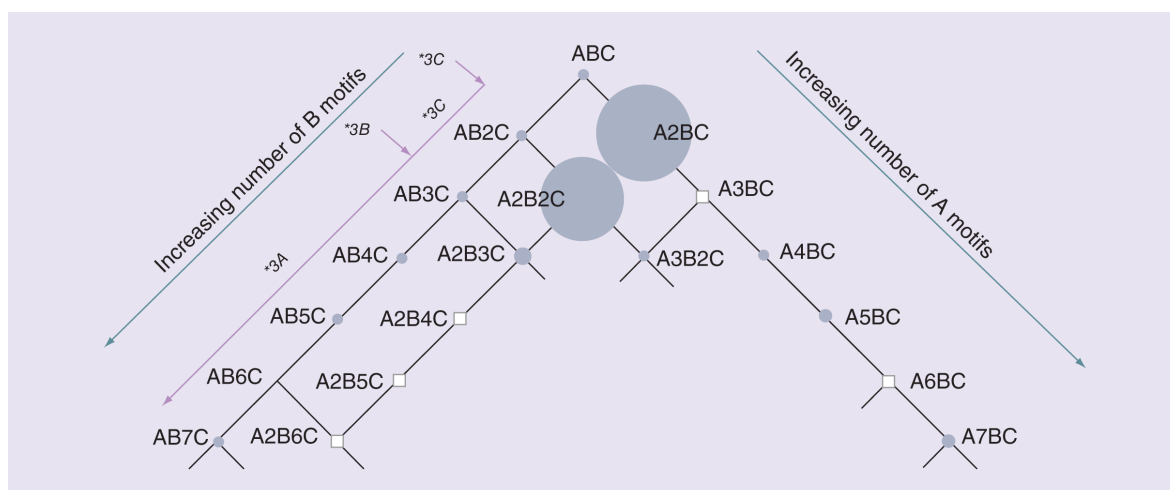 ABC
*3C
Increasing number of B motifs
Increasing number of A motifs
*3C
*3B
AB2C
A2BC
AB3C
A2B2C
A3BC
*3A
AB4C
A2B3C
A3B2C
A4BC
AB5C
A2B4C
A5BC
AB6C
A2B5C
A6BC
AB7C
A2B6C
A7BC